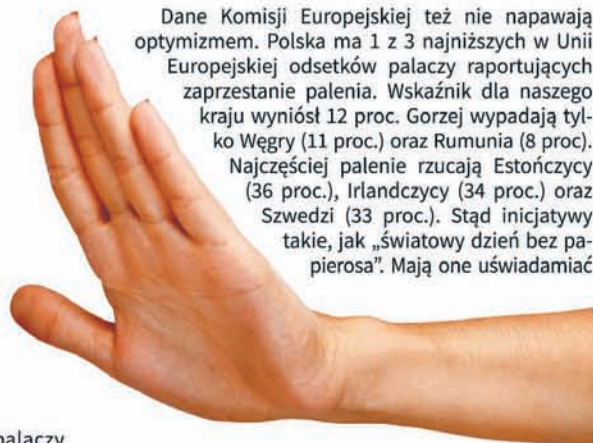 Dane Komisji Europejskiej też nie napawają
optymizmem. Polska ma 1 z 3 najniższych w Unii
Europejskiej odsetków palaczy raportujących
zaprzestanie palenia. Wskaźnik dla naszego
kraju wyniósł 12 proc. Gorzej wypadają tyl-
ko Węgry (11 proc.) oraz Rumunia (8 proc).
Najczęściej palenie rzucają Estończycy
(36 proc.), Irlandczycy (34 proc.) oraz
Szwedzi (33 proc.). Stąd inicjatywy
takie, jak „światowy dzień bez pa-
pierosa”. Mają one uświadamiać
palaczy